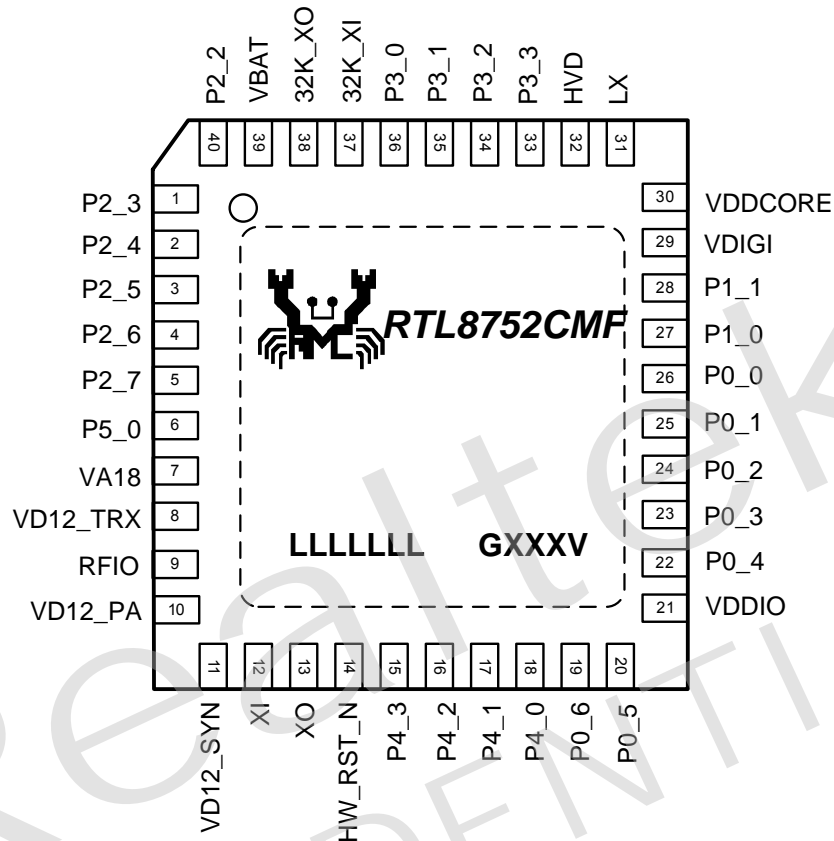 P2_2
VBAT
32K_XO
32K_XI
P3_0
P3_1
P3_2
P3_3
HVD
LX
40
39
38
37
36
35
34
33
32
31
P2_3 1
P2_4 2
P2_5 3
P2_6 4
P2_7 5
P5_0 6
VA18 7
VD12_TRX 8
RFIO 9
VD12_PA 10
30 VDDCORE
29 VDIGI
28 P1_1
27 P1_0
26 P0_0
25 P0_1
24 P0_2
23 P0_3
22 P0_4
21 VDDIO
RTL8752CMF
LLLLLLL GXXXV
11
12
13
14
15
16
17
18
19
20
VD12_SYN
XI
XO
HW_RST_N
P4_3
P4_2
P4_1
P4_0
P0_6
P0_5
Realtek
DENTI